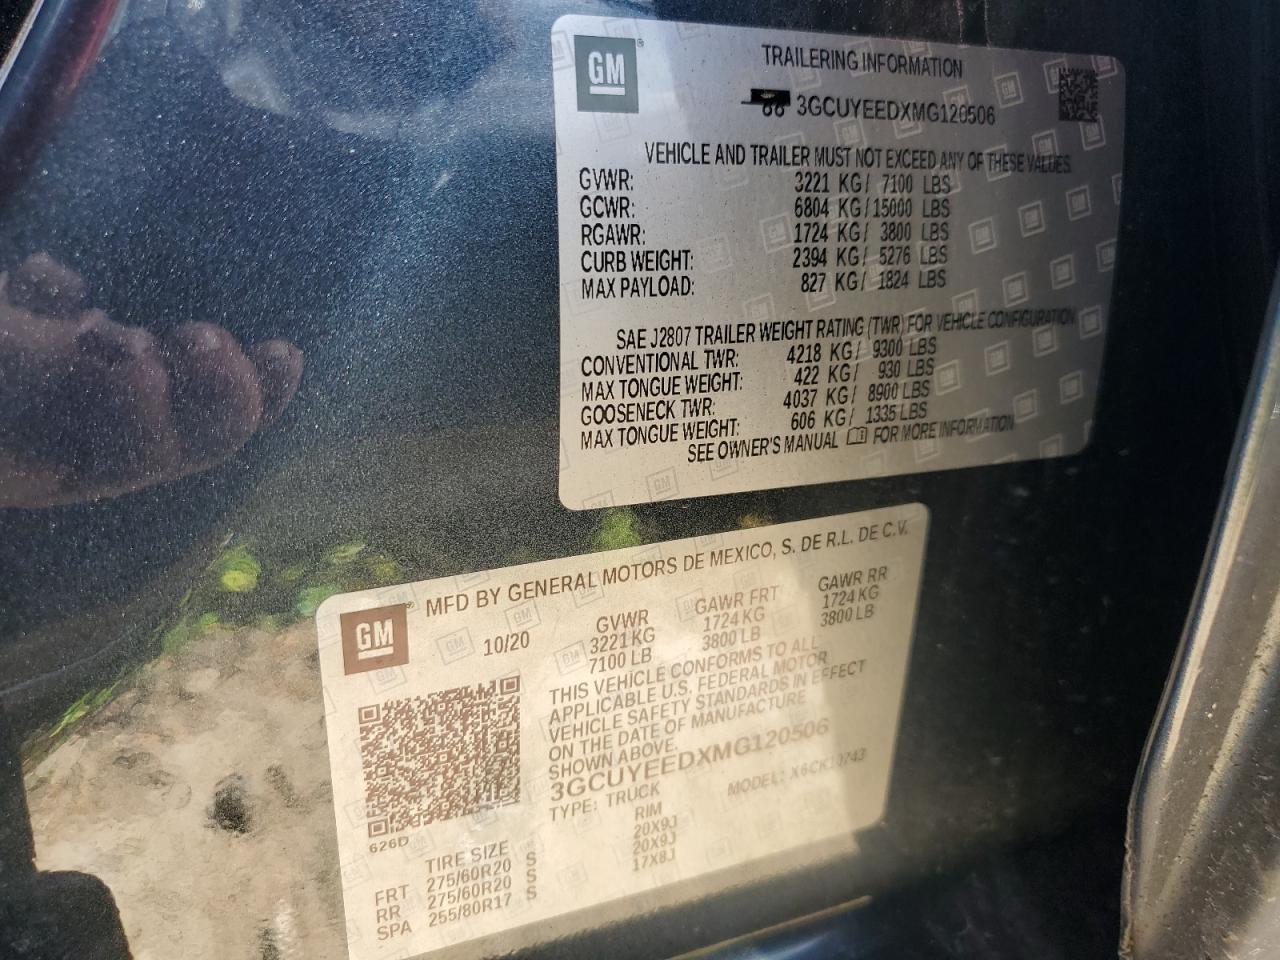 GM
TRAILERING INFORMATION
3GCUYEEDXMG120506
VEHICLE AND TRAILER MUST NOT EXCEED ANY OF THESE VALUES.
GVWR: 3221 KG/ 7100 LBS
GCWR: 6804 KG/15000 LBS
RGAWR: 1724 KG/ 3800 LBS
CURB WEIGHT: 2394 KG/ 5276 LBS
MAX PAYLOAD: 827 KG/ 1824 LBS
SAE J2807 TRAILER WEIGHT RATING (TWR) FOR VEHICLE CONFIGURATION
CONVENTIONAL TWR: 4218 KG/ 9300 LBS
MAX TONGUE WEIGHT: 422 KG/ 930 LBS
GOOSENECK TWR: 4037 KG/ 8900 LBS
MAX TONGUE WEIGHT: 606 KG/ 1335 LBS
SEE OWNER'S MANUAL FOR MORE INFORMATION
GM
MFD BY GENERAL MOTORS DE MEXICO, S. DE R.L. DE C.V.
10/20 GVWR GAWR FRT GAWR RR
3221 KG 1724 KG 1724 KG
7100 LB 3800 LB 3800 LB
THIS VEHICLE CONFORMS TO ALL
APPLICABLE U.S. FEDERAL MOTOR
VEHICLE SAFETY STANDARDS IN EFFECT
ON THE DATE OF MANUFACTURE
SHOWN ABOVE.
3GCUYEEDXMG120506
TYPE: TRUCK MODEL: X6CK10743
626D
TIRE SIZE RIM
FRT 275/60R20 S 20X9J
RR 275/60R20 S 20X9J
SPA 255/80R17 S 17X8J